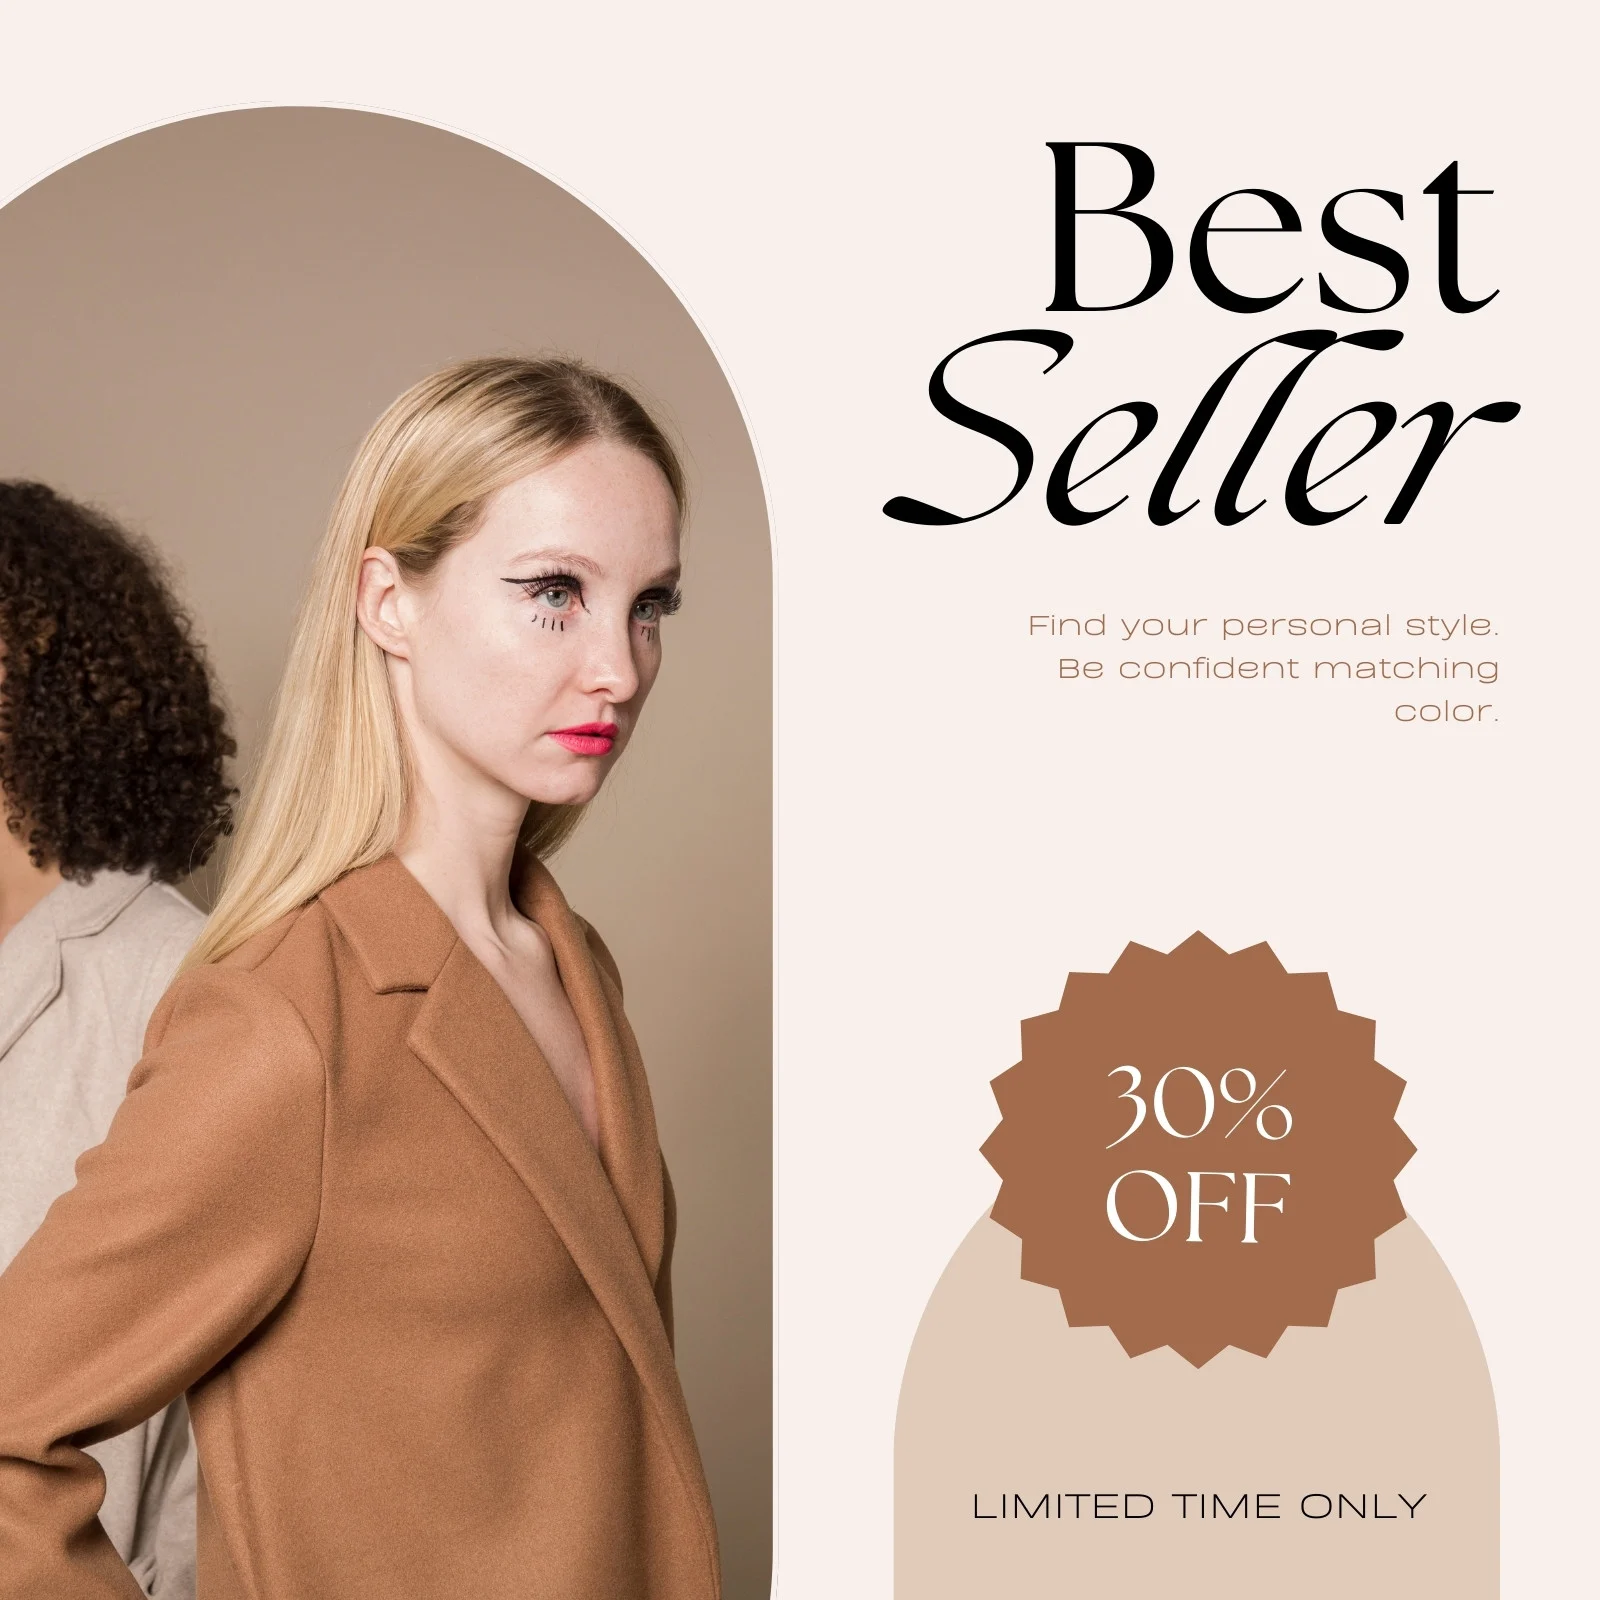 Best
Seller
Find your personal style.
Be confident matching
color.
30%
OFF
LIMITED TIME ONLY